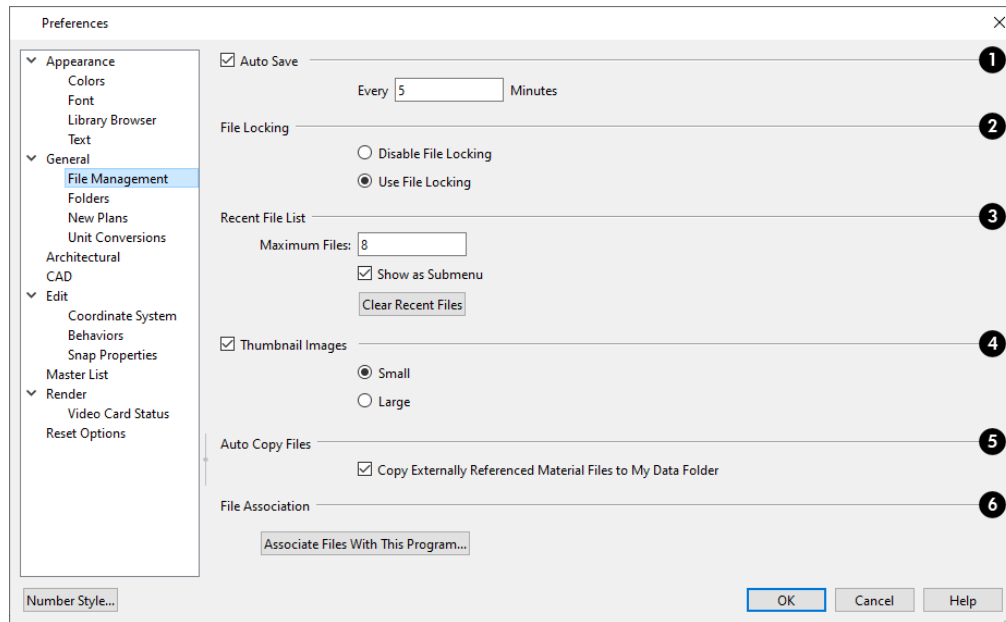 Preferences
Appearance
Colors
Font
Library Browser
Text
General
File Management
Folders
New Plans
Unit Conversions
Architectural
CAD
Edit
Coordinate System
Behaviors
Snap Properties
Master List
Render
Video Card Status
Reset Options
Auto Save 1
Every 5 Minutes
File Locking 2
Disable File Locking
Use File Locking
Recent File List 3
Maximum Files: 8
Show as Submenu
Clear Recent Files
Thumbnail Images 4
Small
Large
Auto Copy Files 5
Copy Externally Referenced Material Files to My Data Folder
File Association 6
Associate Files With This Program...
Number Style... OK Cancel Help